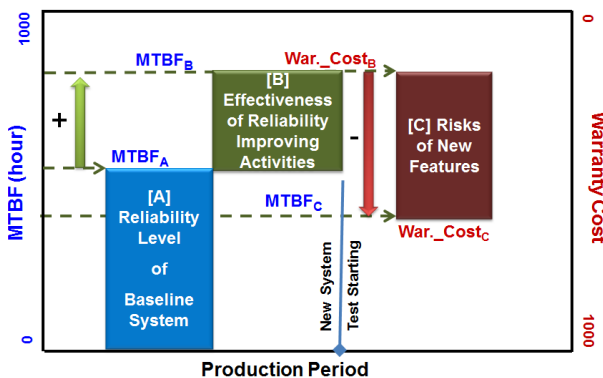 1000
MTBF (hour)
0
MTBF_B
+
MTBF_A
[A]
Reliability
Level
of
Baseline
System
[B]
Effectiveness
of Reliability
Improving
Activities
War._Cost_B
-
MTBF_C
[C] Risks
of New
Features
War._Cost_C
New System
Test Starting
0
Warranty Cost
1000
Production Period